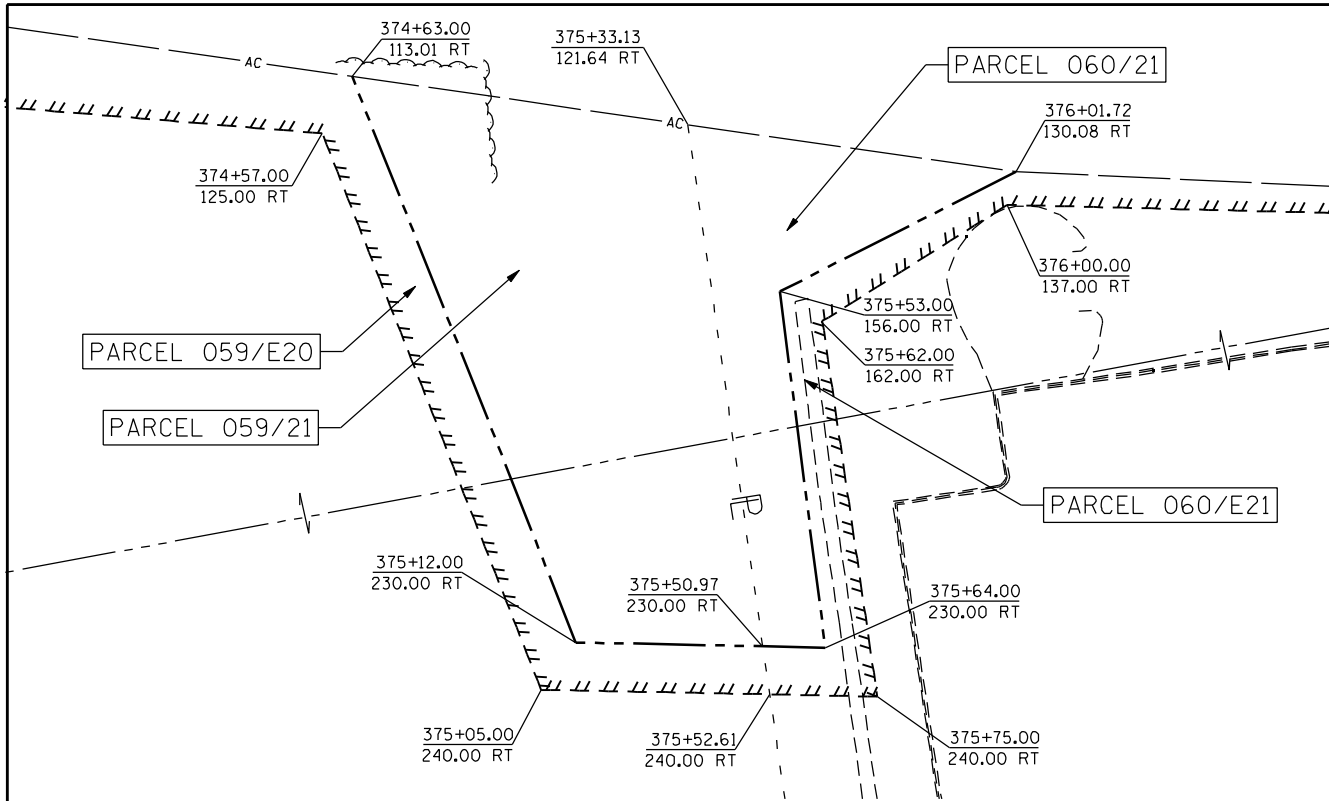 374+63.00
113.01 RT
375+33.13
121.64 RT
PARCEL 060/21
AC
AC
376+01.72
130.08 RT
374+57.00
125.00 RT
376+00.00
137.00 RT
375+53.00
156.00 RT
PARCEL 059/E20
375+62.00
162.00 RT
PARCEL 059/21
PARCEL 060/E21
375+12.00
230.00 RT
375+50.97
230.00 RT
375+64.00
230.00 RT
375+05.00
240.00 RT
375+52.61
240.00 RT
375+75.00
240.00 RT